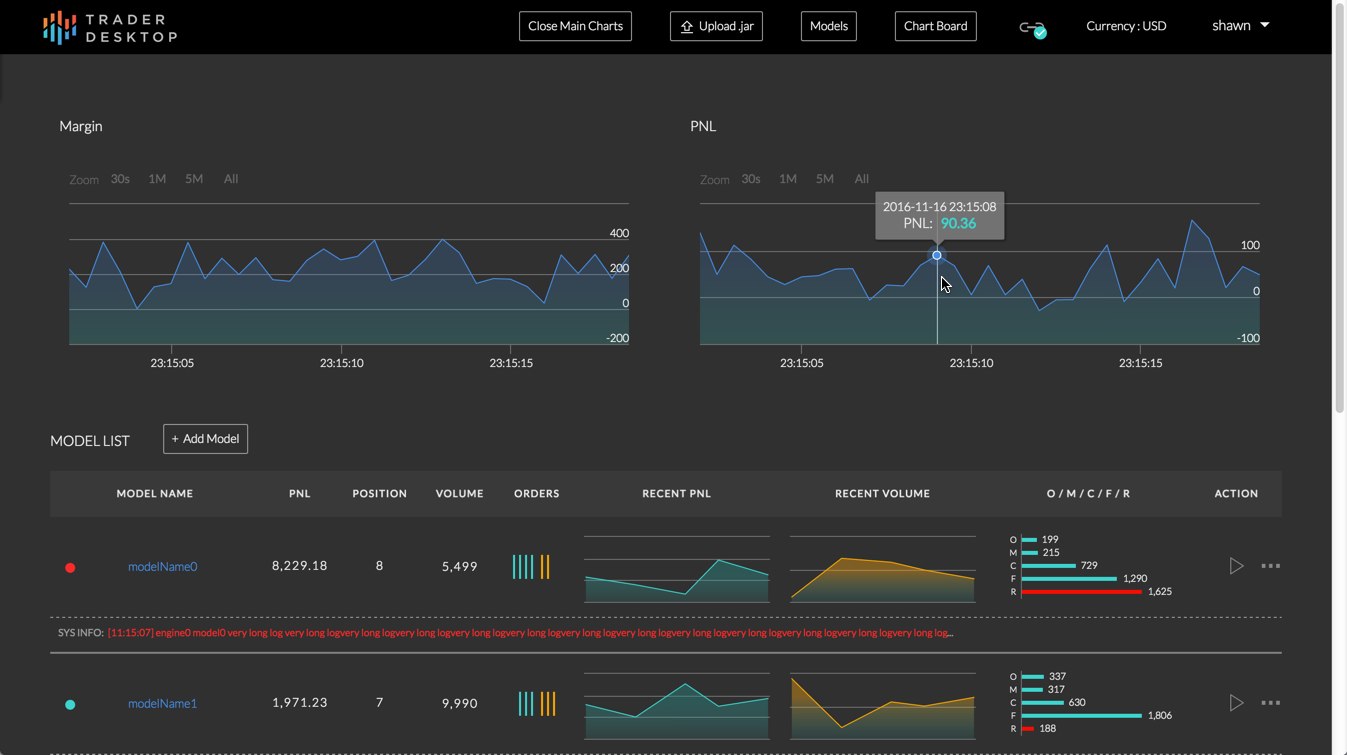 TRADER
DESKTOP
Close Main Charts
Upload .jar
Models
Chart Board
Currency : USD
shawn
Margin
PNL
Zoom 30s 1M 5M All
Zoom 30s 1M 5M All
2016-11-16 23:15:08
PNL: 90.36
400
200
0
-200
23:15:05 23:15:10 23:15:15
100
0
-100
23:15:05 23:15:10 23:15:15
MODEL LIST
+ Add Model
MODEL NAME PNL POSITION VOLUME ORDERS RECENT PNL RECENT VOLUME O / M / C / F / R ACTION
modelName0 8,229.18 8 5,499
O 199
M 215
C 729
F 1,290
R 1,625
SYS INFO: [11:15:07] engine0 model0 very long log very long logvery long logvery long logvery long logvery long logvery long logvery long logvery long logvery long logvery long logvery long logvery long logvery long log...
modelName1 1,971.23 7 9,990
O 337
M 317
C 630
F 1,806
R 188